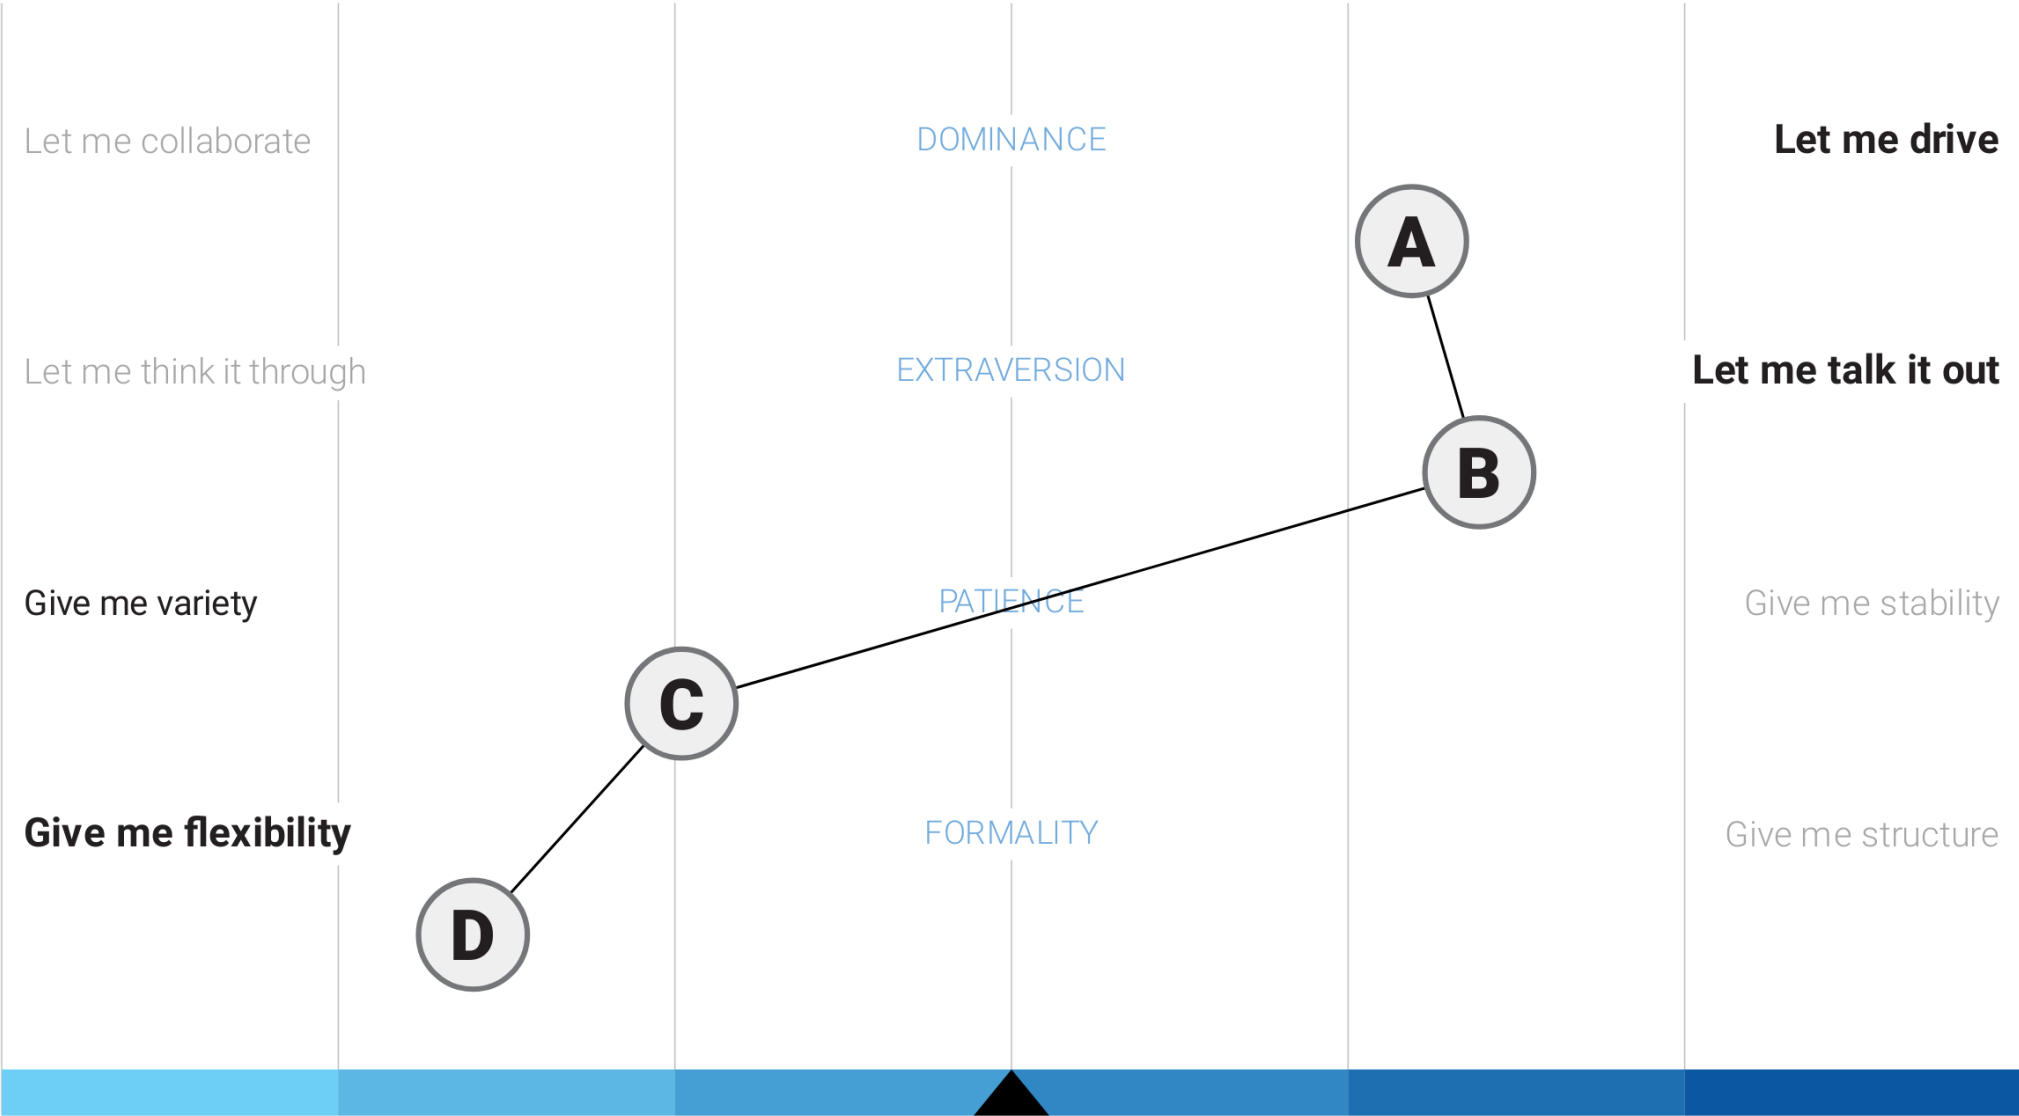 Let me collaborate
DOMINANCE
Let me drive
A
Let me think it through
EXTRAVERSION
Let me talk it out
B
Give me variety
PATIENCE
Give me stability
C
Give me flexibility
FORMALITY
Give me structure
D